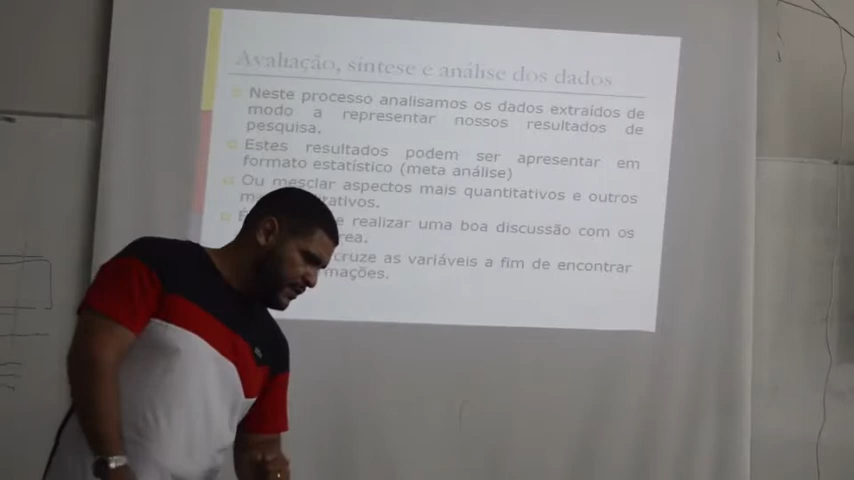 Avaliação, sintese e análise dos dados
Neste processo analisamos os dados extraídos de
modo a representar nossos resultados de
pesquisa.
Estes resultados podem ser apresentar em
formato estatístico (meta análise)
Ou mesclar aspectos mais quantitativos e outros
realizar uma boa discussão com os
cruze as variáveis a fim de encontrar